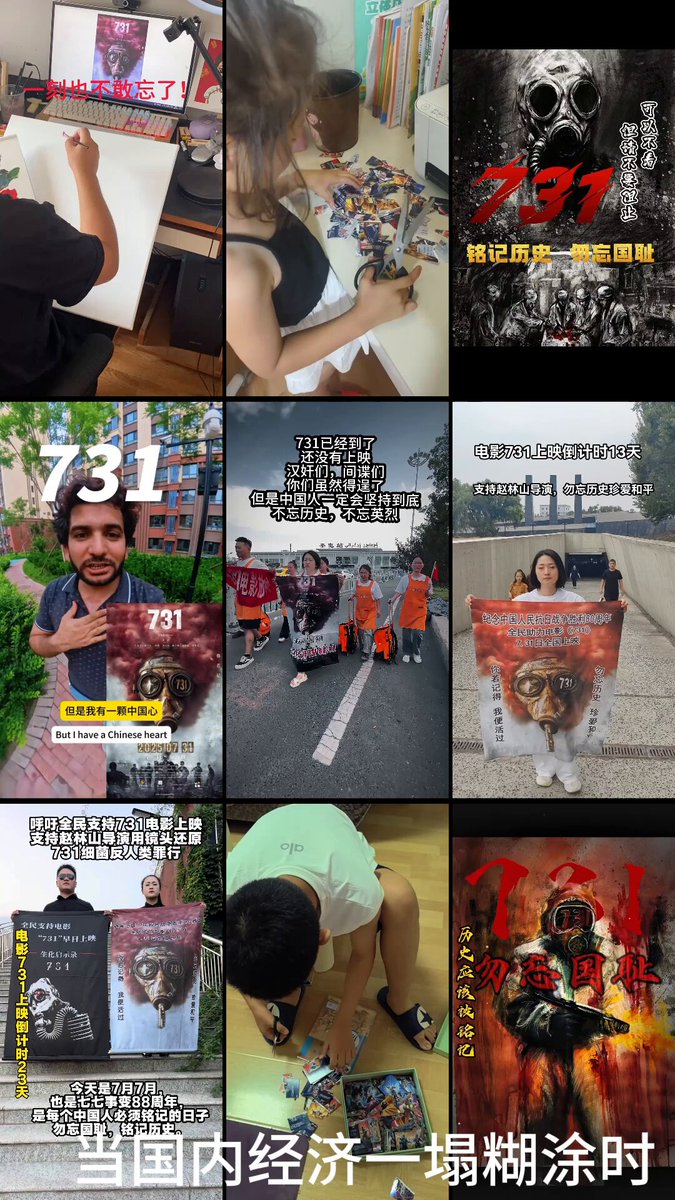 731
一刻也不敢忘了!
可以不看
但请不要阻止
731
铭记历史 勿忘国耻
731
731
731
但是我有一颗中国心
But I have a Chinese heart
2025 07 31
731已经到了
还没有上映
汉奸们，间谍们
你们虽然得逞了
但是中国人一定会坚持到底
不忘历史，不忘英烈
731
电影731上映倒计时13天
支持赵林山导演，勿忘历史珍爱和平
纪念中国人民抗日战争胜利80周年
全民助力电影《731》
7.31日全国上映
731
你若记得 我便活过
勿忘历史 珍爱和平
呼吁全民支持731电影上映
支持赵林山导演用镜头还原
731细菌反人类罪行
全民支持电影
“731”早日上映
生化启示录
731
731
电影731上映倒计时23天
今天是7月7月，
也是七七事变88周年，
是每个中国人必须铭记的日子
勿忘国耻，铭记历史。
alo
731
731
勿忘国耻
历史应该被铭记
当国内经济一塌糊涂时